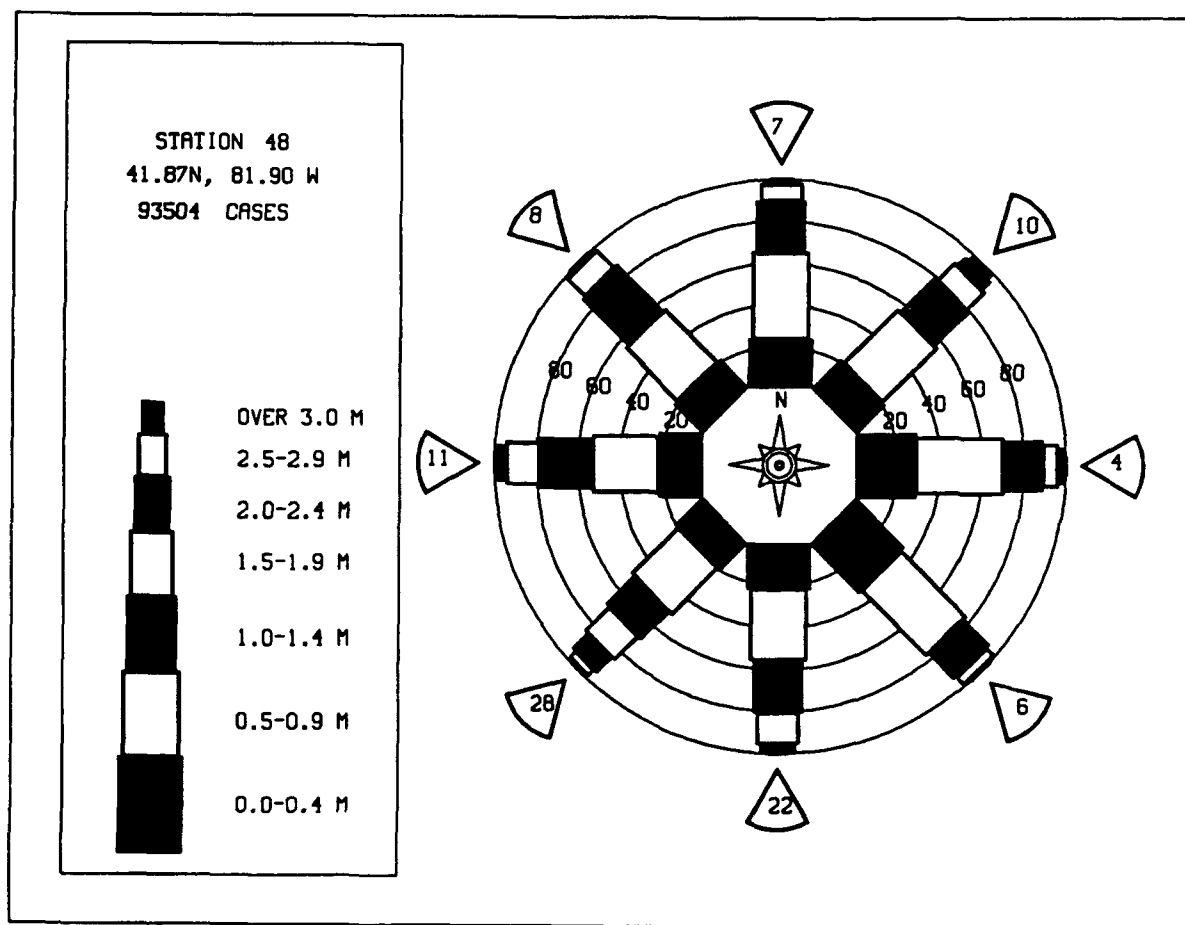 STATION 48
41.87N, 81.90 W
93504 CASES
OVER 3.0 M
2.5-2.9 M
2.0-2.4 M
1.5-1.9 M
1.0-1.4 M
0.5-0.9 M
0.0-0.4 M
7
8
10
80
60
40
20
N
20
40
60
80
11
4
28
22
6